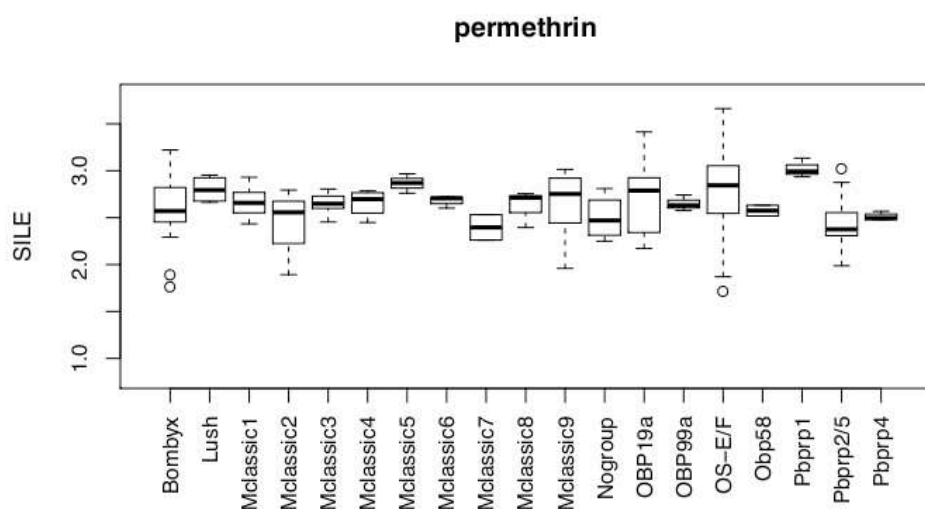 permethrin
SILE
3.0
2.0
1.0
Bombyx
Lush
Mclassic1
Mclassic2
Mclassic3
Mclassic4
Mclassic5
Mclassic6
Mclassic7
Mclassic8
Mclassic9
Nogroup
OBP19a
OBP99a
OS-E/F
Obp58
Pbprp1
Pbprp2/5
Pbprp4